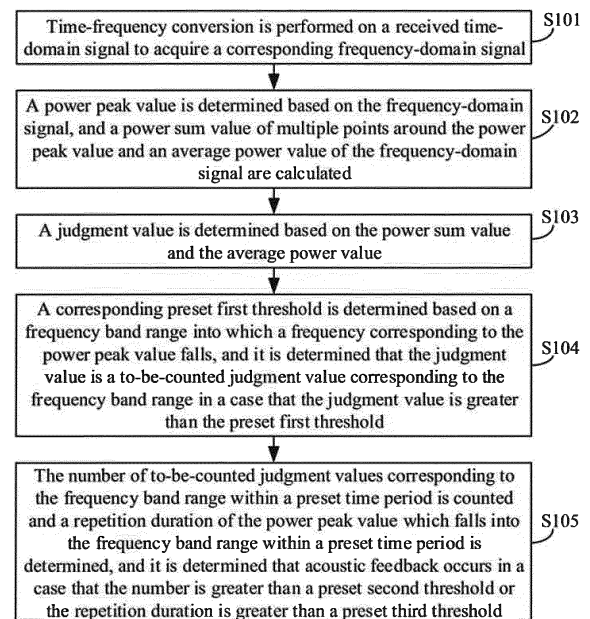 Time-frequency conversion is performed on a received time-
domain signal to acquire a corresponding frequency-domain signal
S101
A power peak value is determined based on the frequency-domain
signal, and a power sum value of multiple points around the power
peak value and an average power value of the frequency-domain
signal are calculated
S102
A judgment value is determined based on the power sum value
and the average power value
S103
A corresponding preset first threshold is determined based on a
frequency band range into which a frequency corresponding to the
power peak value falls, and it is determined that the judgment
value is a to-be-counted judgment value corresponding to the
frequency band range in a case that the judgment value is greater
than the preset first threshold
S104
The number of to-be-counted judgment values corresponding to
the frequency band range within a preset time period is counted
and a repetition duration of the power peak value which falls into
the frequency band range within a preset time period is
determined, and it is determined that acoustic feedback occurs in a
case that the number is greater than a preset second threshold or
the repetition duration is greater than a preset third threshold
S105